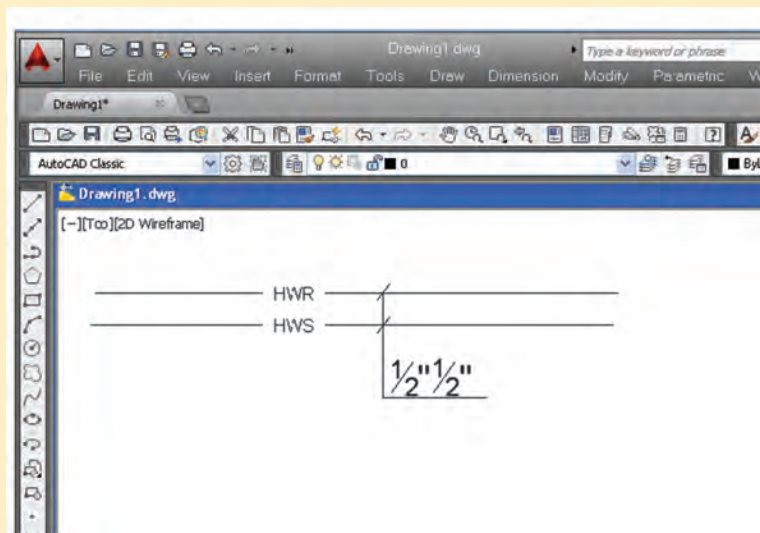 Drawing1.dwg
Type a keyword or phrase
File Edit View Insert Format Tools Draw Dimension Modify Parametric
Drawing1*
AutoCAD Classic 0
Drawing1.dwg
[-][Top][2D Wireframe]
HWR
HWS
1/2"1/2"